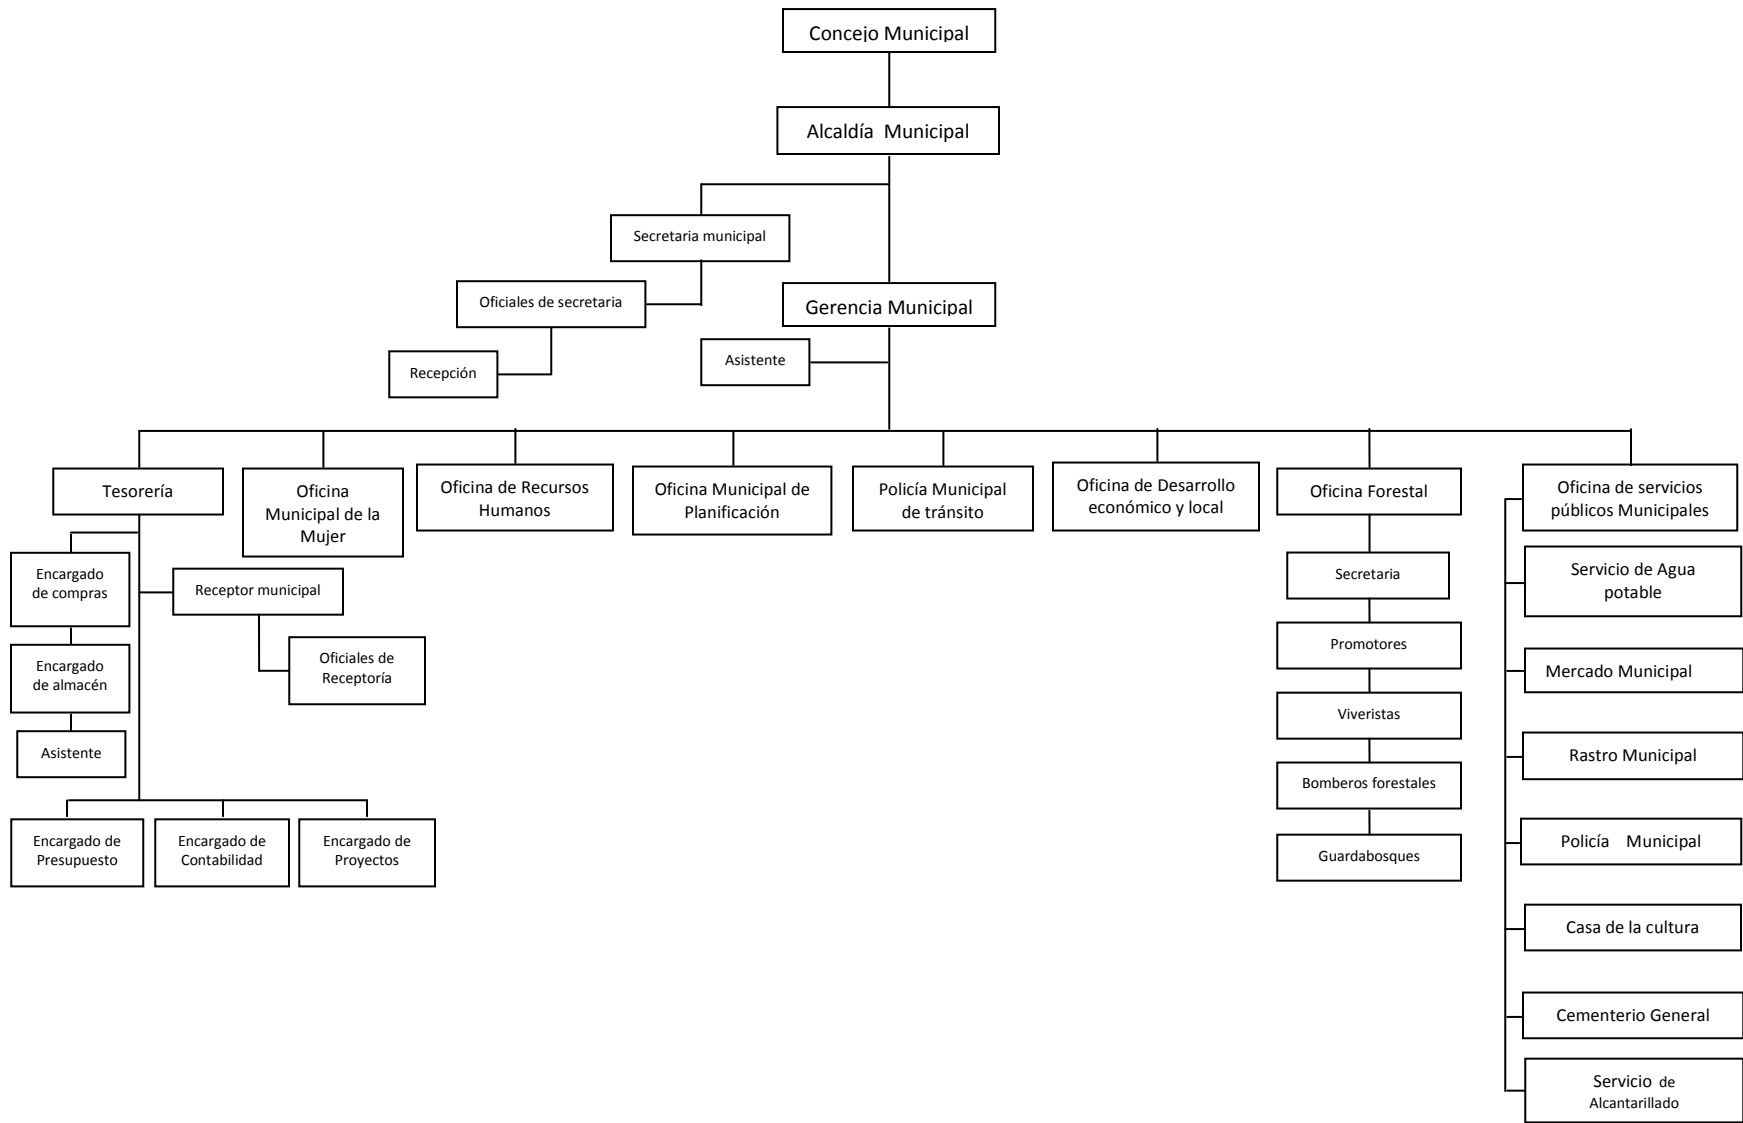 Concejo Municipal
Alcaldía Municipal
Secretaria municipal
Oficiales de secretaria
Gerencia Municipal
Asistente
Recepción
Tesorería
Oficina
Municipal de la
Mujer
Oficina de Recursos
Humanos
Oficina Municipal de
Planificación
Policía Municipal
de tránsito
Oficina de Desarrollo
económico y local
Oficina Forestal
Oficina de servicios
públicos Municipales
Encargado
de compras
Receptor municipal
Oficiales de
Receptoría
Encargado
de almacén
Asistente
Encargado de
Presupuesto
Encargado de
Contabilidad
Encargado de
Proyectos
Secretaria
Promotores
Viveristas
Bomberos forestales
Guardabosques
Servicio de Agua
potable
Mercado Municipal
Rastro Municipal
Policía Municipal
Casa de la cultura
Cementerio General
Servicio de
Alcantarillado